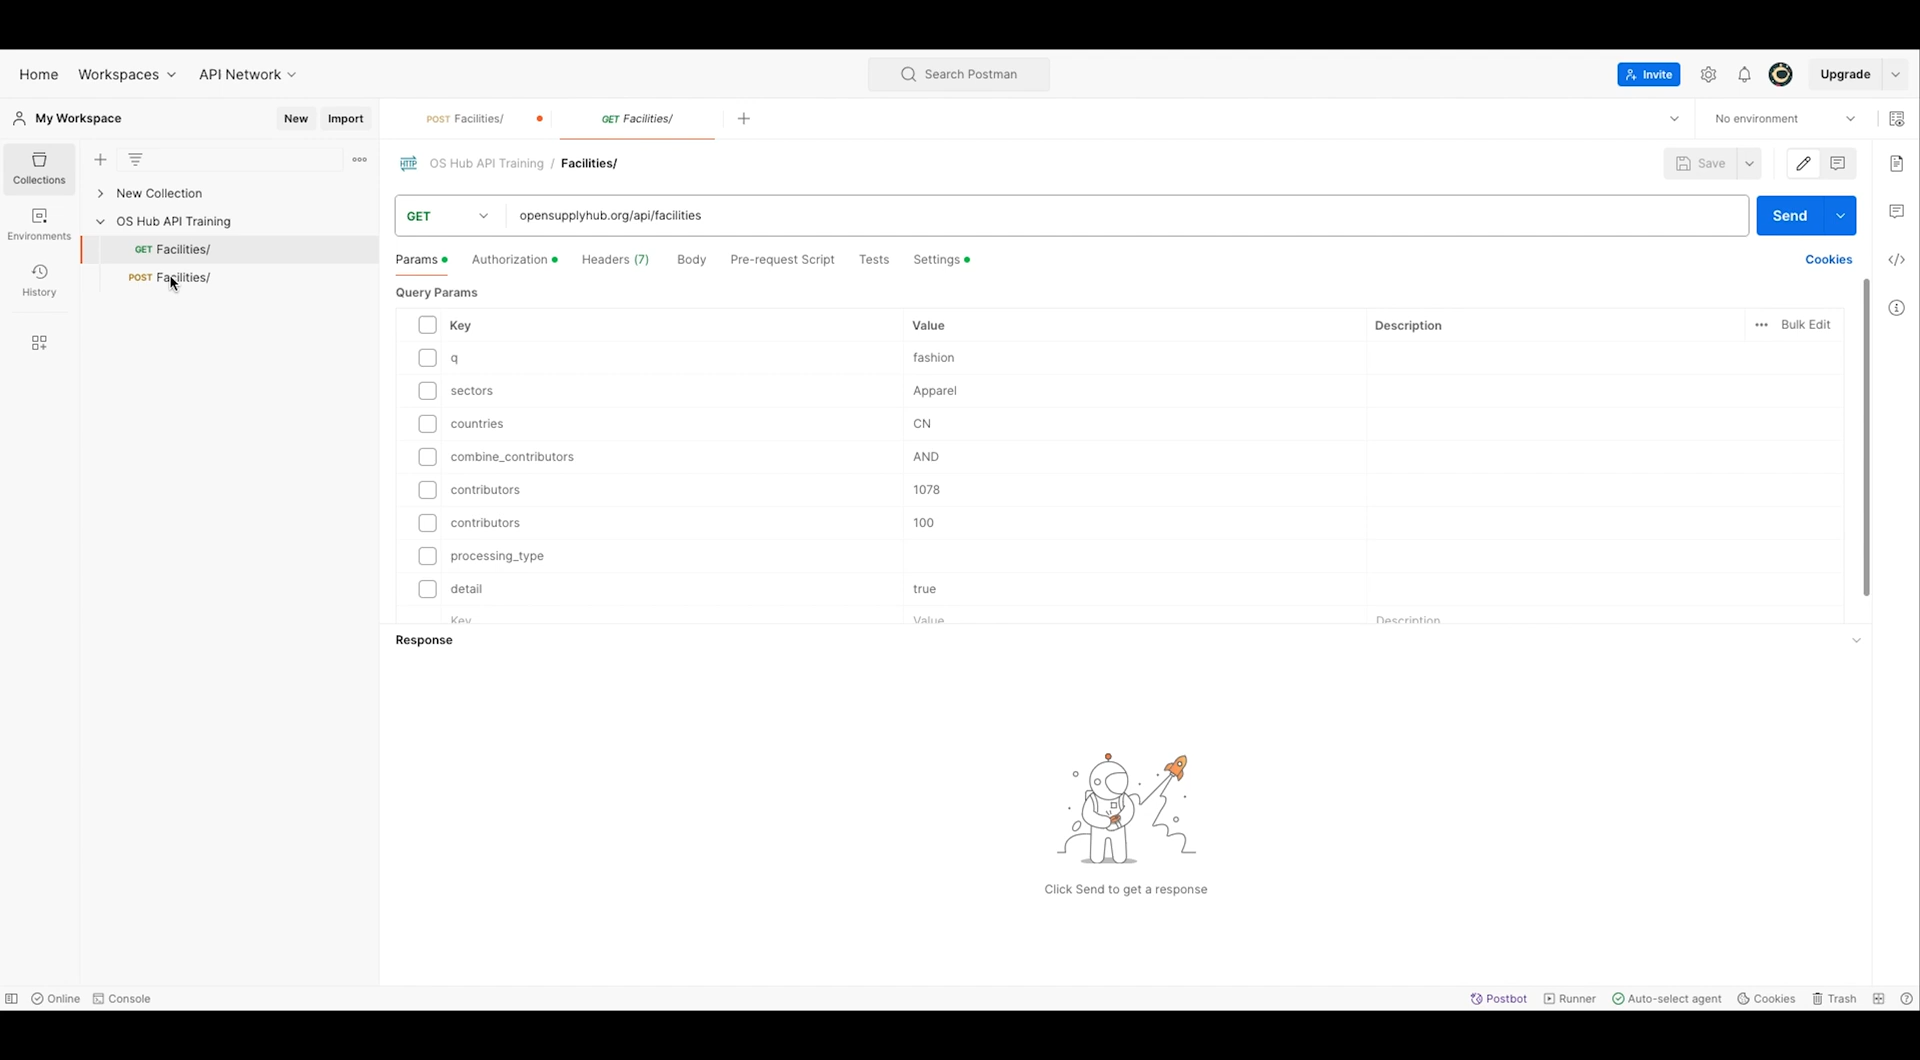 Home Workspaces API Network Search Postman Invite Upgrade
My Workspace New Import POST Facilities/ GET Facilities/ No environment
Collections
Environments
History
New Collection
OS Hub API Training
GET Facilities/
POST Facilities/
HTTP OS Hub API Training / Facilities/ Save
GET opensupplyhub.org/api/facilities Send
Params Authorization Headers (7) Body Pre-request Script Tests Settings Cookies
Query Params
Key Value Description Bulk Edit
q fashion
sectors Apparel
countries CN
combine_contributors AND
contributors 1078
contributors 100
processing_type
detail true
Key Value Description
Response
Click Send to get a response
Online Console Postbot Runner Auto-select agent Cookies Trash